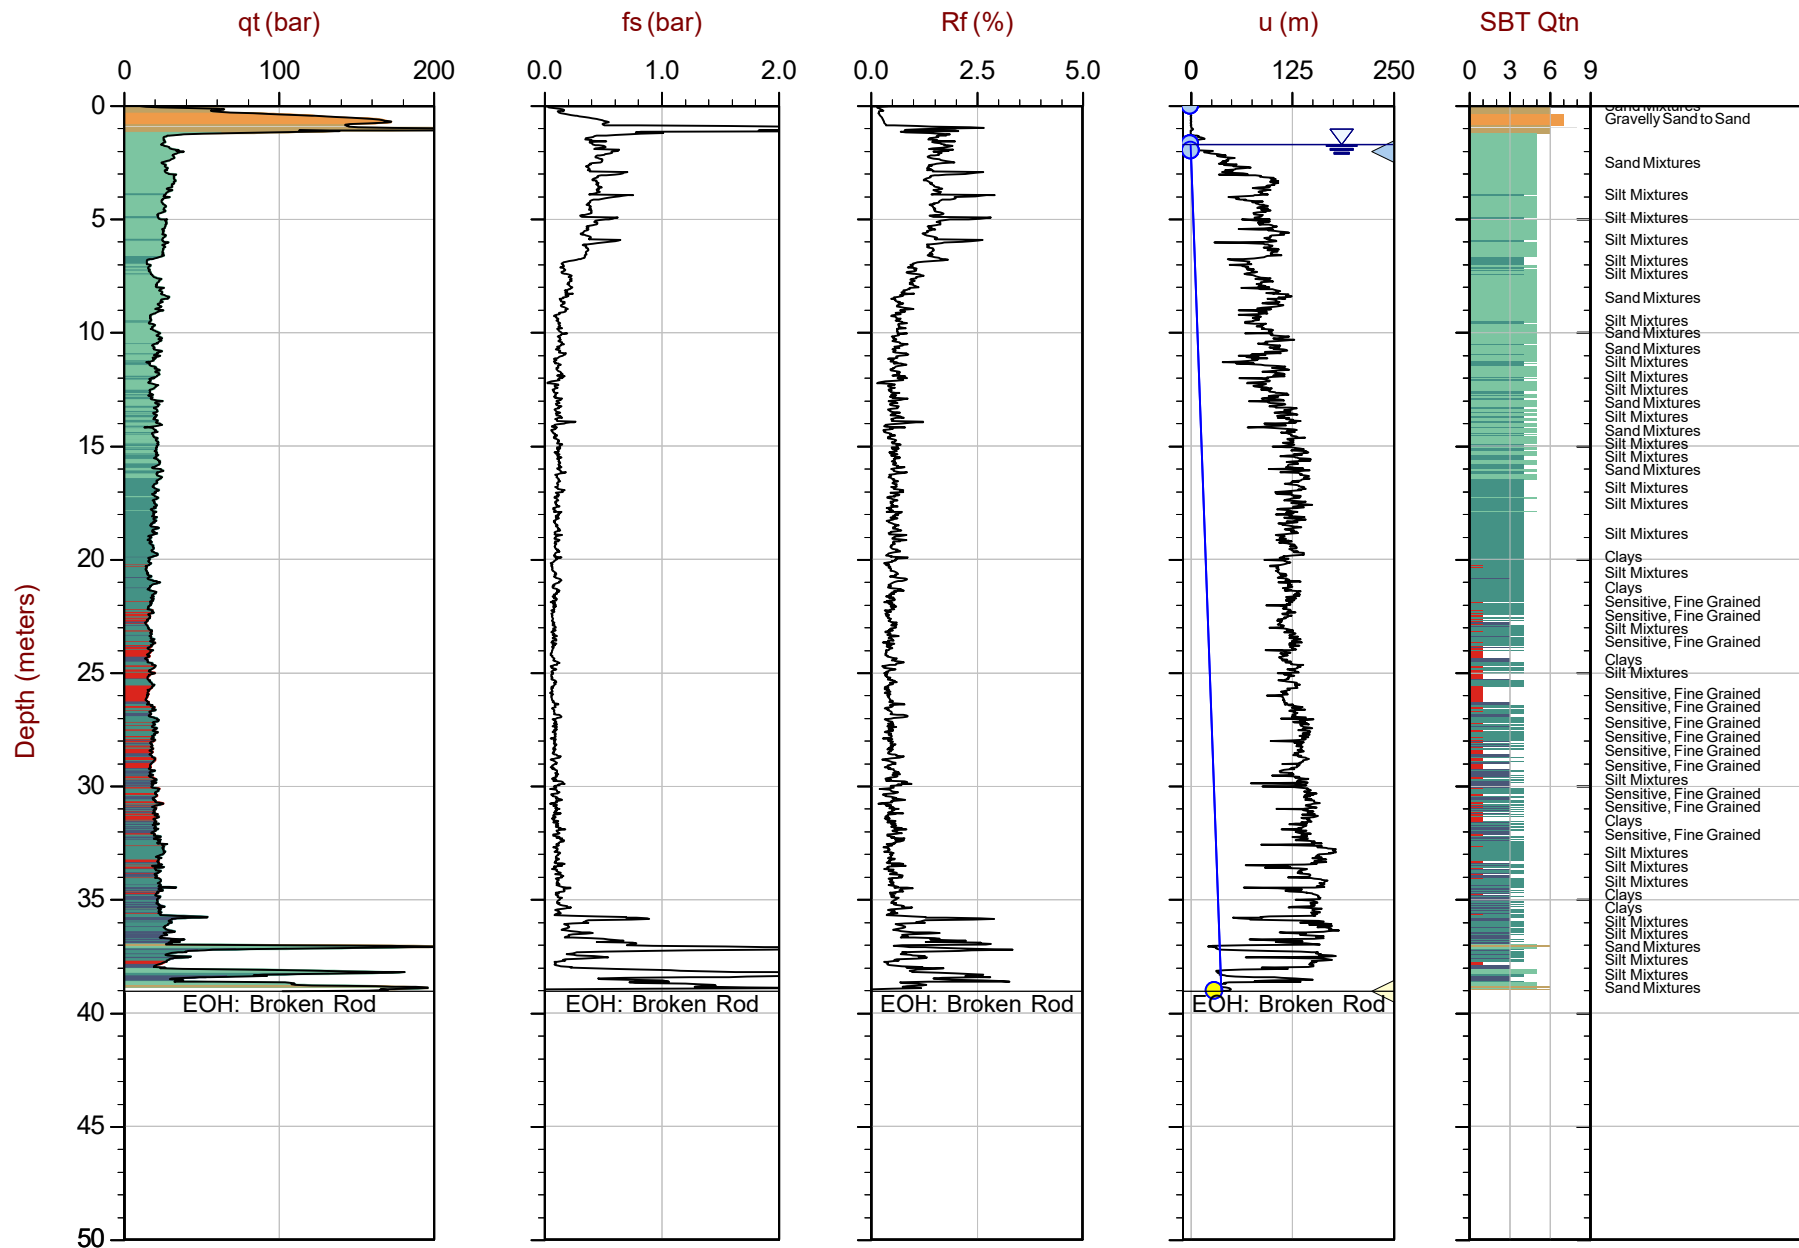 qt (bar) fs (bar) Rf (%) u (m) SBT Qtn
0 100 200 0.0 1.0 2.0 0.0 2.5 5.0 0 125 250 0 3 6 9
0
5
10
15
20
25
30
35
40
45
50
Depth (meters)
Sand Mixtures
Gravelly Sand to Sand
Sand Mixtures
Silt Mixtures
Silt Mixtures
Silt Mixtures
Silt Mixtures
Silt Mixtures
Sand Mixtures
Silt Mixtures
Sand Mixtures
Sand Mixtures
Silt Mixtures
Silt Mixtures
Silt Mixtures
Sand Mixtures
Silt Mixtures
Sand Mixtures
Silt Mixtures
Silt Mixtures
Sand Mixtures
Silt Mixtures
Silt Mixtures
Silt Mixtures
Clays
Silt Mixtures
Clays
Sensitive, Fine Grained
Sensitive, Fine Grained
Silt Mixtures
Sensitive, Fine Grained
Clays
Silt Mixtures
Sensitive, Fine Grained
Sensitive, Fine Grained
Sensitive, Fine Grained
Sensitive, Fine Grained
Sensitive, Fine Grained
Sensitive, Fine Grained
Silt Mixtures
Sensitive, Fine Grained
Sensitive, Fine Grained
Clays
Sensitive, Fine Grained
Silt Mixtures
Silt Mixtures
Silt Mixtures
Clays
Clays
Silt Mixtures
Silt Mixtures
Sand Mixtures
Silt Mixtures
Silt Mixtures
Sand Mixtures
EOH: Broken Rod EOH: Broken Rod EOH: Broken Rod EOH: Broken Rod